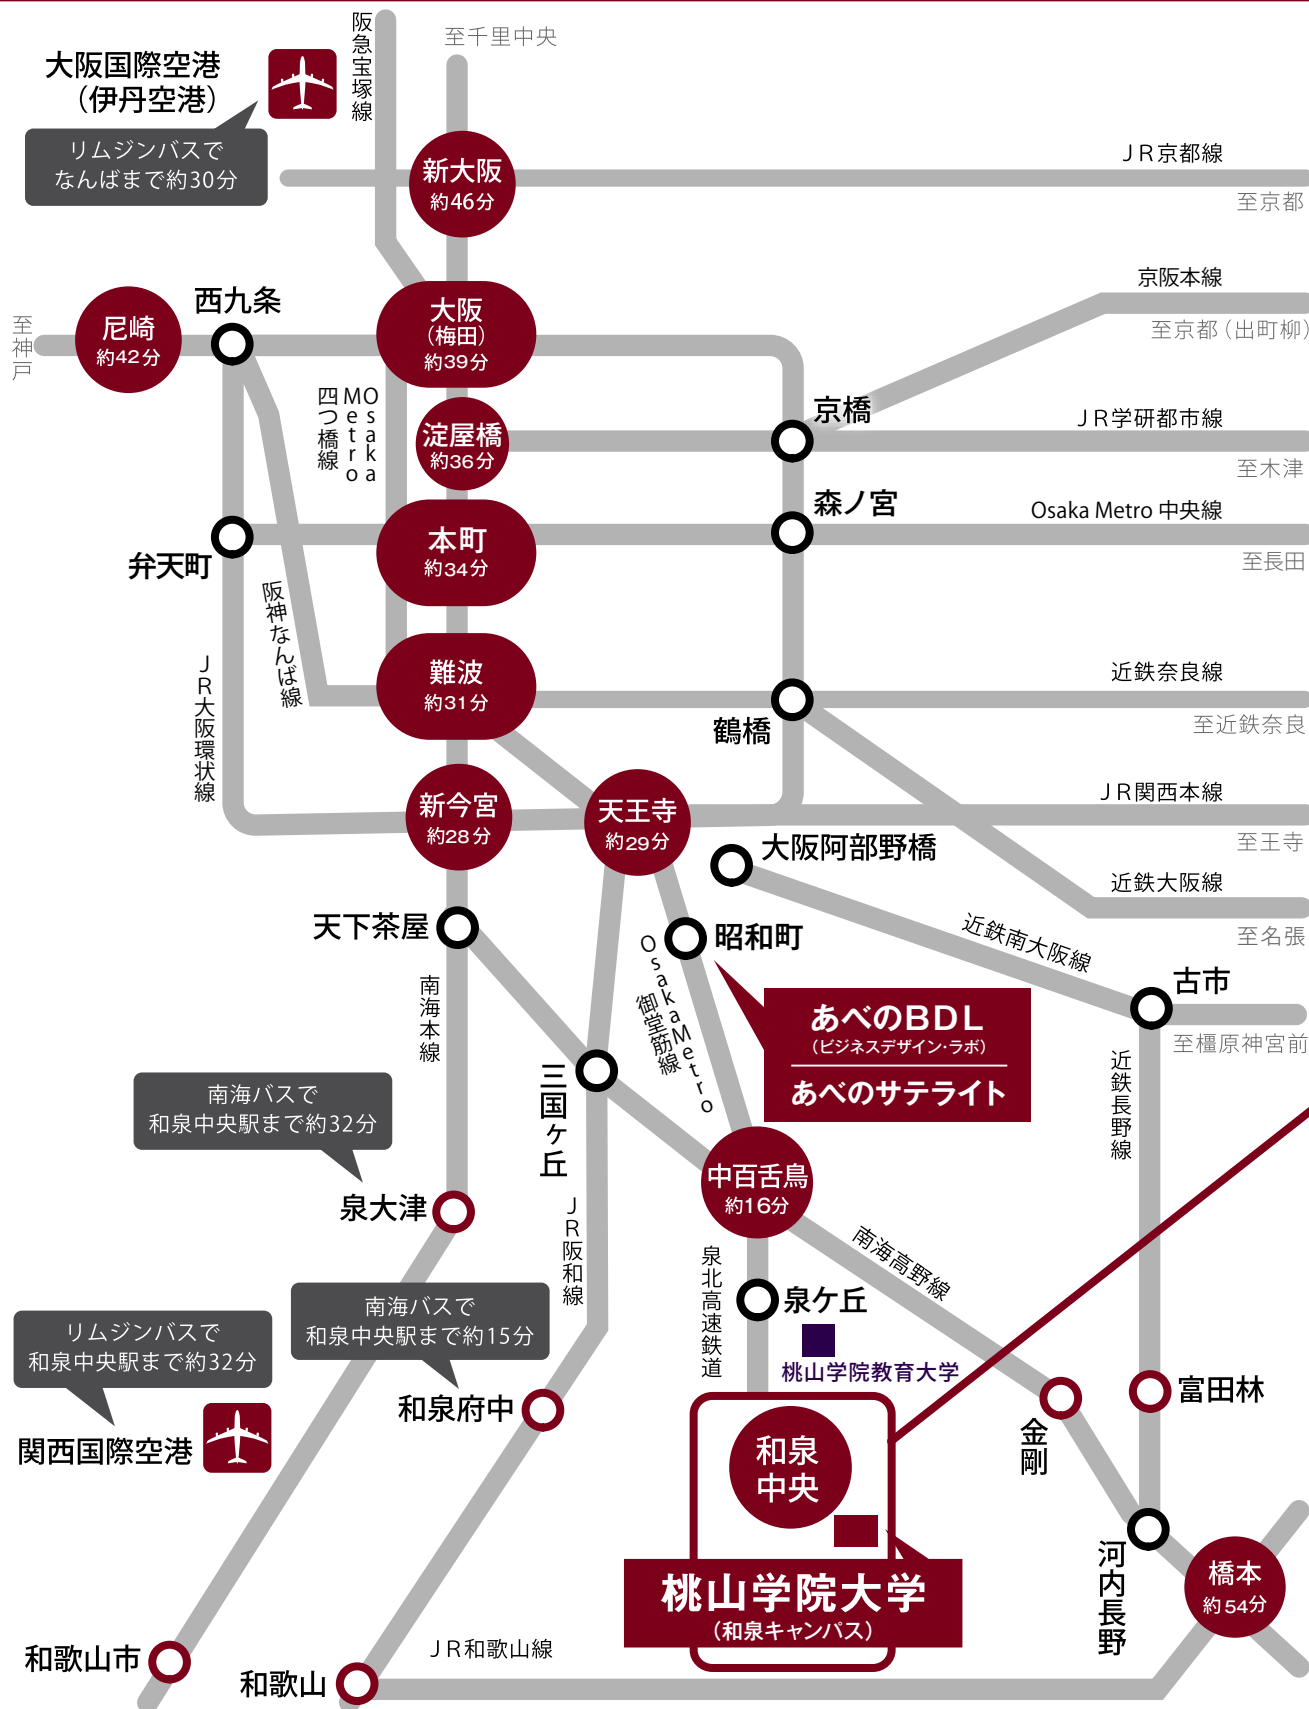 阪急宝塚線
至千里中央
大阪国際空港
（伊丹空港）
リムジンバスで
なんばまで約30分
新大阪
約46分
ＪＲ京都線
至京都
京阪本線
至京都（出町柳）
至神戸
尼崎
約42分
西九条
大阪
（梅田）
約39分
Osaka
Metro
四つ橋線
淀屋橋
約36分
京橋
ＪＲ学研都市線
至木津
森ノ宮
Osaka Metro 中央線
至長田
本町
約34分
弁天町
阪神なんば線
ＪＲ大阪環状線
難波
約31分
近鉄奈良線
至近鉄奈良
鶴橋
新今宮
約28分
天王寺
約29分
ＪＲ関西本線
至王寺
大阪阿部野橋
近鉄大阪線
至名張
天下茶屋
昭和町
近鉄南大阪線
古市
至橿原神宮前
南海本線
OsakaMetro
御堂筋線
あべのBDL
（ビジネスデザイン・ラボ）
あべのサテライト
近鉄長野線
三国ヶ丘
南海バスで
和泉中央駅まで約32分
泉大津
中百舌鳥
約16分
ＪＲ阪和線
泉北高速鉄道
南海高野線
泉ケ丘
桃山学院教育大学
南海バスで
和泉中央駅まで約15分
リムジンバスで
和泉中央駅まで約32分
関西国際空港
和泉府中
和泉
中央
金剛
富田林
河内長野
橋本
約54分
桃山学院大学
（和泉キャンパス）
和歌山市
和歌山
ＪＲ和歌山線